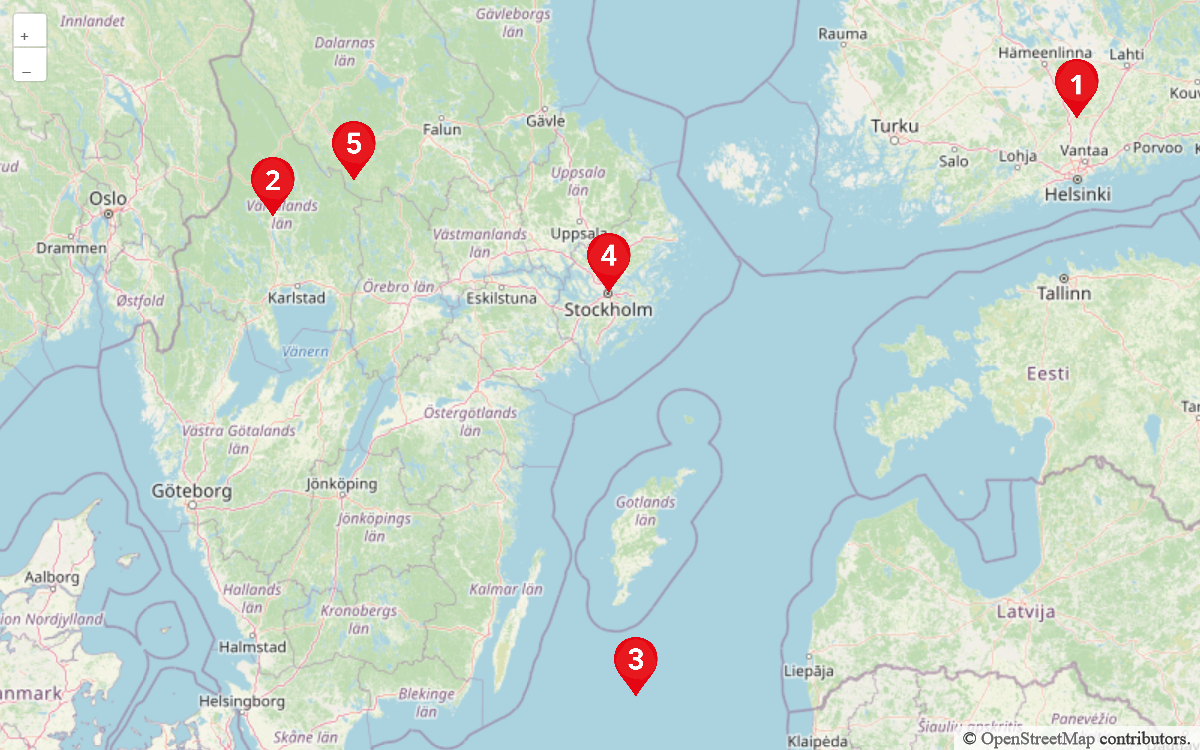 Innlandet
Gävleborgs
län
Rauma
Dalarnas
län
Hämeenlinna
Lahti
+
–
1
Kouv
Gävle
Falun
Turku
5
Salo
Lohja
Vantaa
Porvoo
Helsinki
Uppsala
län
2
Värmlands
län
Oslo
Drammen
Västmanlands
län
Uppsala
4
Østfold
Karlstad
Örebro län
Eskilstuna
Stockholm
Tallinn
Vänern
Eesti
Östergötlands
län
Västra Götalands
län
Göteborg
Jönköping
Gotlands
län
Jönköpings
län
Aalborg
Hallands
län
Kalmar län
Kronobergs
län
Latvija
ion Nordjylland
Halmstad
3
Liepāja
Helsingborg
Blekinge
län
Skåne län
Šiaulių apskritis
Panevėžio
Klaipėda
© OpenStreetMap contributors.